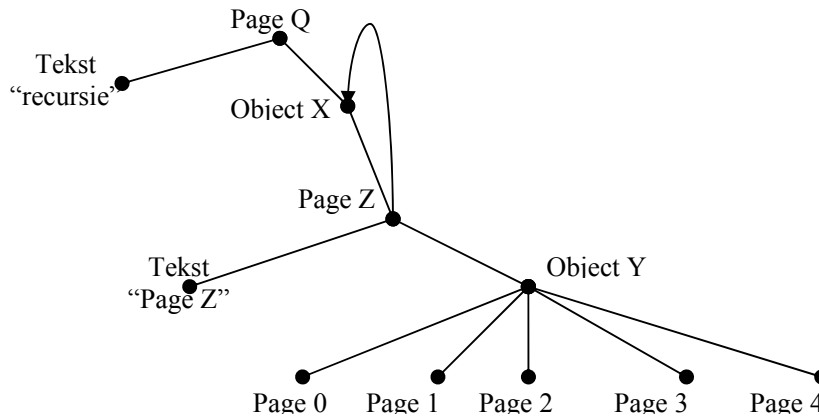 Page Q
Tekst
“recursie”
Object X
Page Z
Tekst
“Page Z”
Object Y
Page 0
Page 1
Page 2
Page 3
Page 4